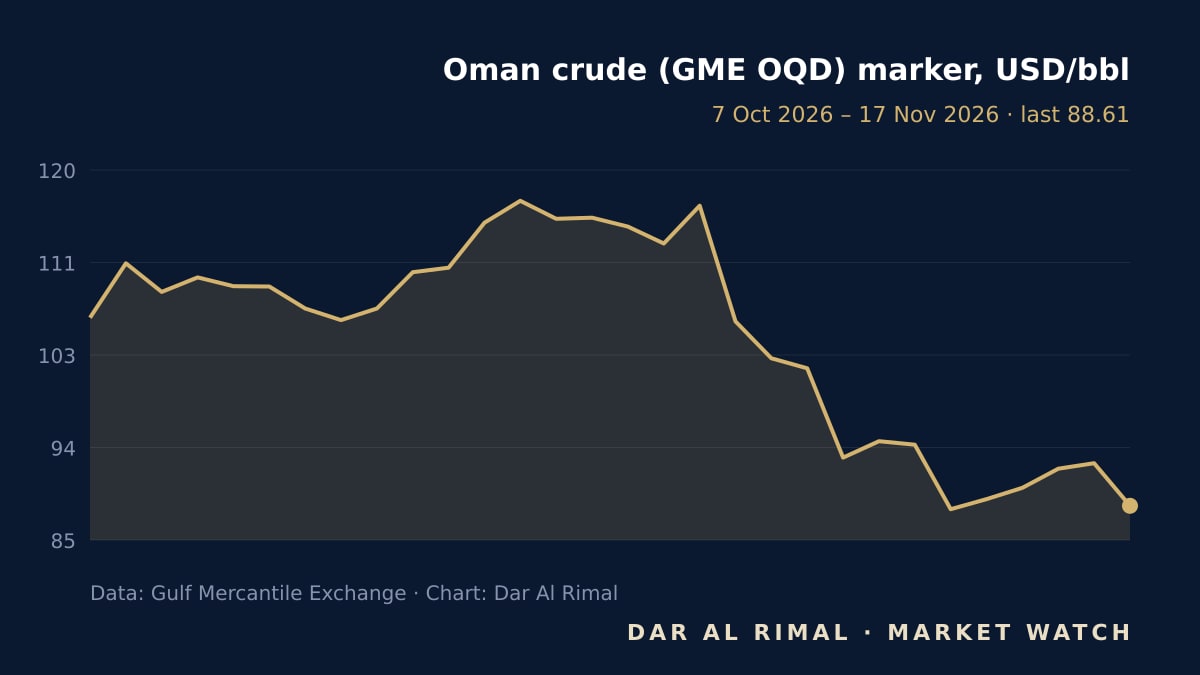 Oman crude (GME OQD) marker, USD/bbl
7 Oct 2026 – 17 Nov 2026 · last 88.61
120
111
103
94
85
Data: Gulf Mercantile Exchange · Chart: Dar Al Rimal
DAR AL RIMAL · MARKET WATCH